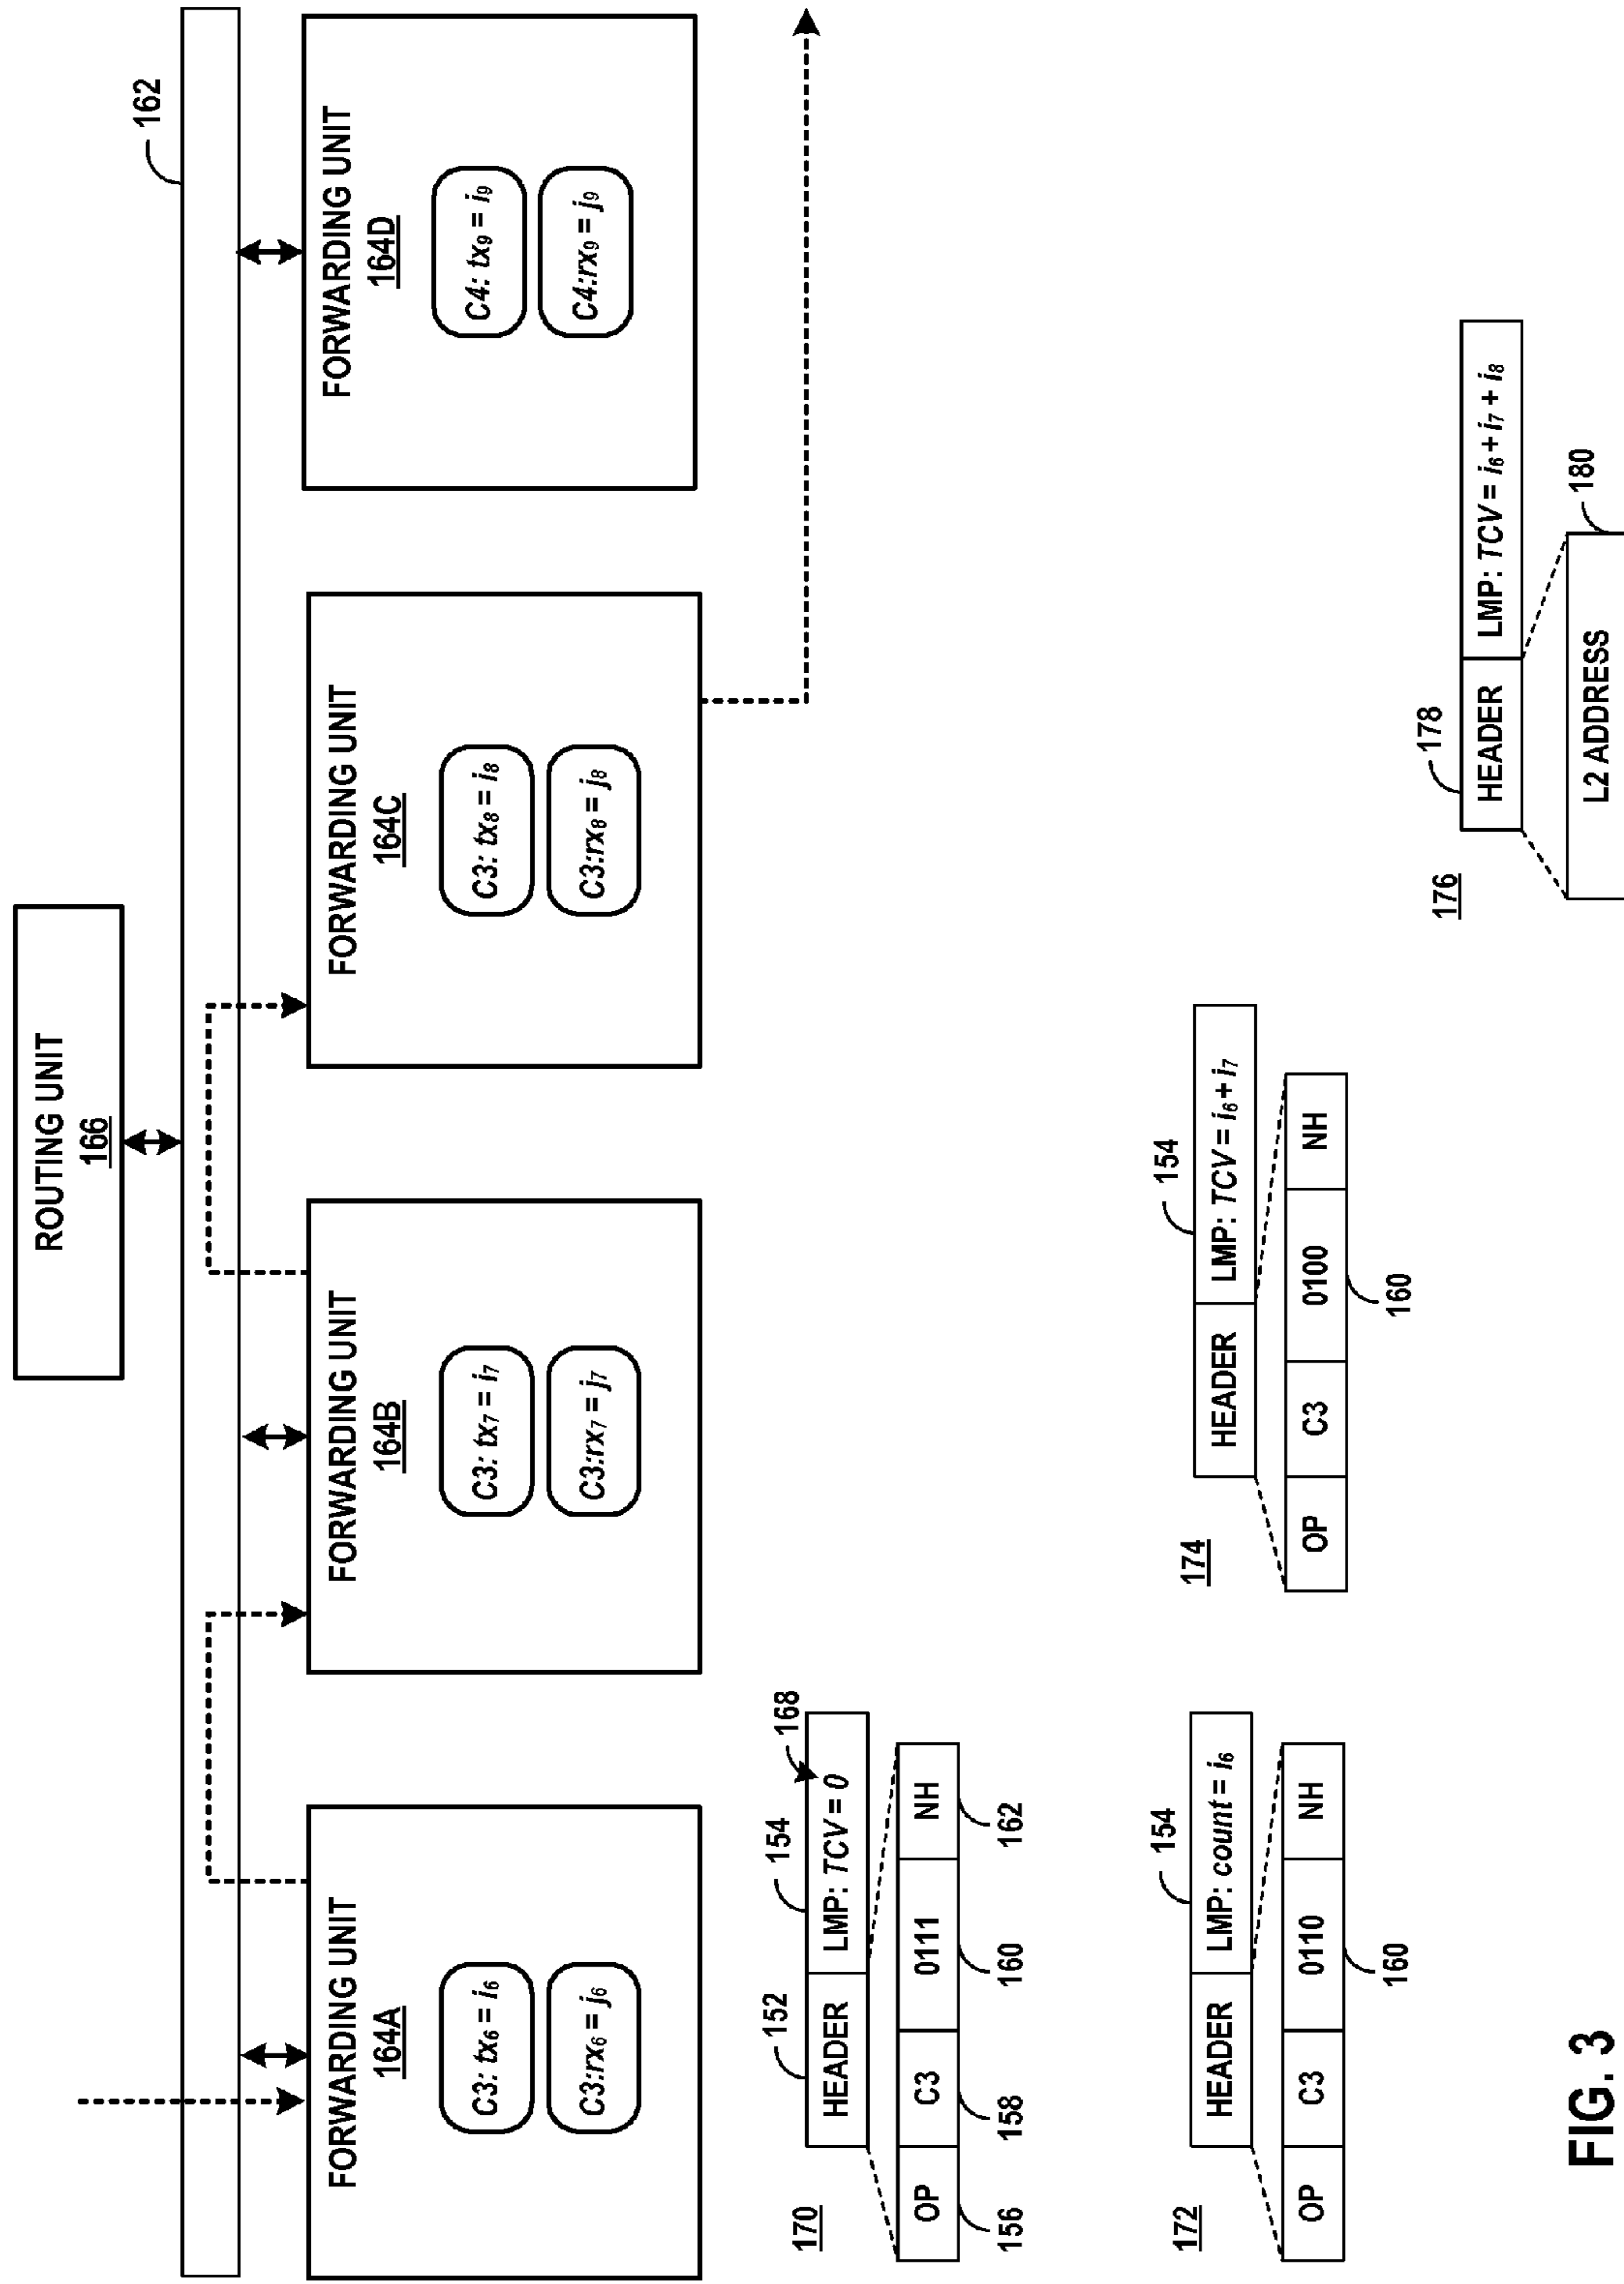 ROUTING UNIT
166
162
FORWARDING UNIT
164A
C3: tx₆ = i₆
C3:rx₆ = j₆
FORWARDING UNIT
164B
C3: tx₇ = i₇
C3:rx₇ = j₇
FORWARDING UNIT
164C
C3: tx₈ = i₈
C3:rx₈ = j₈
FORWARDING UNIT
164D
C4: tx₉ = i₉
C4:rx₉ = j₉
170
152
154
168
HEADER LMP: TCV = 0
OP C3 0111 NH
156 158 160 162
172
154
HEADER LMP: count = i₆
OP C3 0110 NH
160
174
154
HEADER LMP: TCV = i₆ + i₇
OP C3 0100 NH
160
176
178
HEADER LMP: TCV = i₆ + i₇ + i₈
180
L2 ADDRESS
FIG. 3